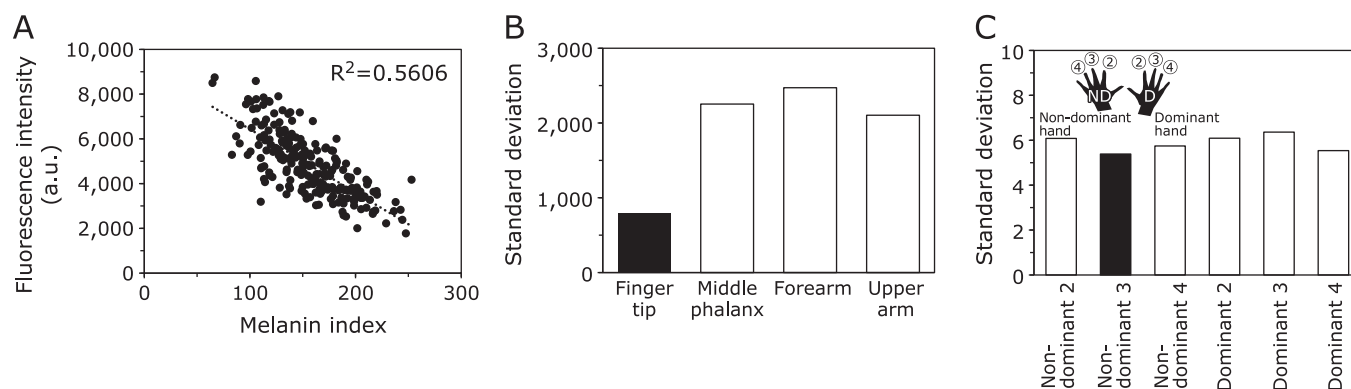 A
Fluorescence intensity
(a.u.)
10,000
8,000
6,000
4,000
2,000
0
R²=0.5606
0
100
200
300
Melanin index
B
Standard deviation
3,000
2,000
1,000
0
Finger
tip
Middle
phalanx
Forearm
Upper
arm
C
Standard deviation
10
8
6
4
2
0
④
③
②
②
③
④
ND
D
Non-dominant
hand
Dominant
hand
Non-
dominant 2
Non-
dominant 3
Non-
dominant 4
Dominant 2
Dominant 3
Dominant 4